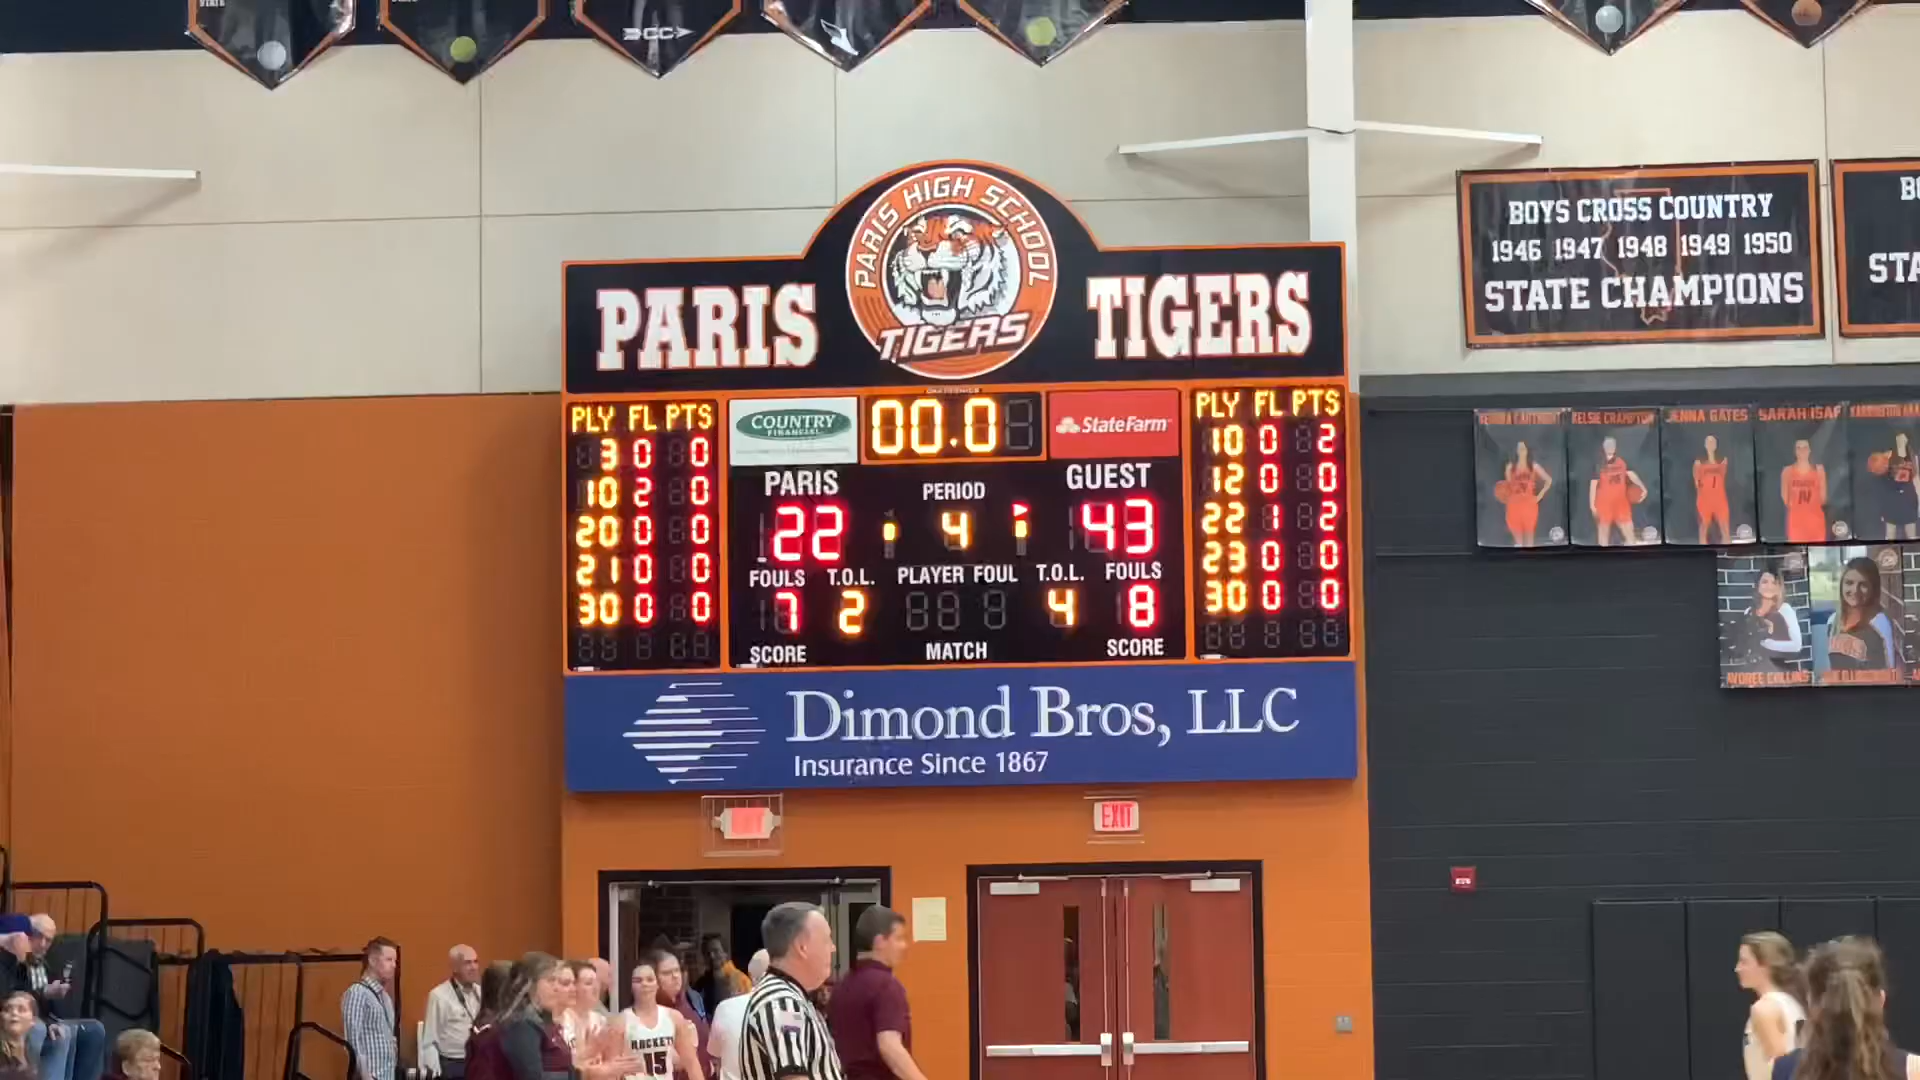 CC
PARIS HIGH SCHOOL
TIGERS
PARIS
TIGERS
BOYS CROSS COUNTRY
1946 1947 1948 1949 1950
STATE CHAMPIONS
PLY FL PTS
3 0 0
10 2 0
20 0 0
21 0 0
30 0 0
COUNTRY
FINANCIAL
00.0
StateFarm
PLY FL PTS
10 0 2
12 0 0
22 1 2
23 0 0
30 0 0
PARIS
PERIOD
GUEST
22
4
43
FOULS T.O.L. PLAYER FOUL T.O.L. FOULS
7 2 4 8
SCORE MATCH SCORE
Dimond Bros, LLC
Insurance Since 1867
KELSIE CRAMPTON
JENNA GATES
SARAH ISAF
EXIT
EXIT
ROCKETS
15